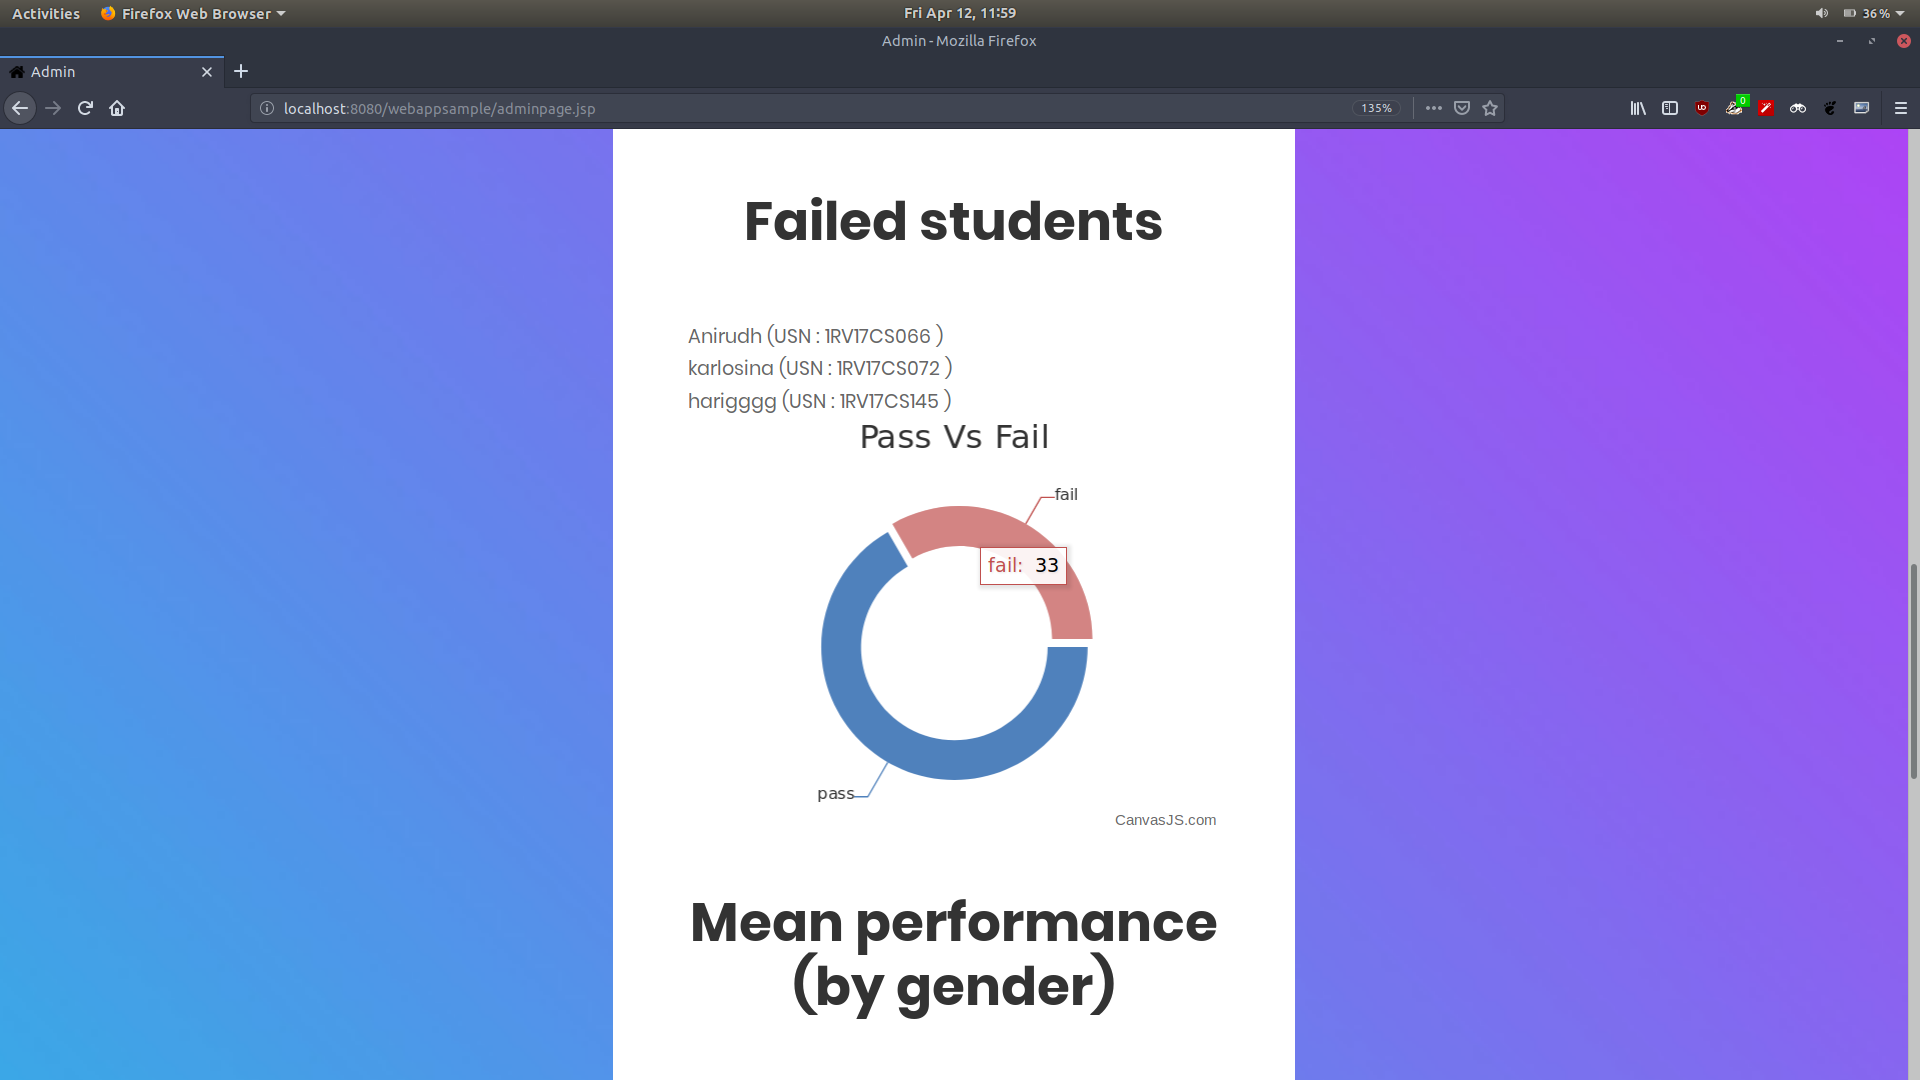 Activities
Firefox Web Browser
Fri Apr 12, 11:59
36%
Admin - Mozilla Firefox
Admin
localhost:8080/webappsample/adminpage.jsp
135%
0
Failed students
Anirudh (USN : 1RV17CS066 )
karlosina (USN : 1RV17CS072 )
harigggg (USN : 1RV17CS145 )
Pass Vs Fail
fail
fail: 33
pass
CanvasJS.com
Mean performance
(by gender)